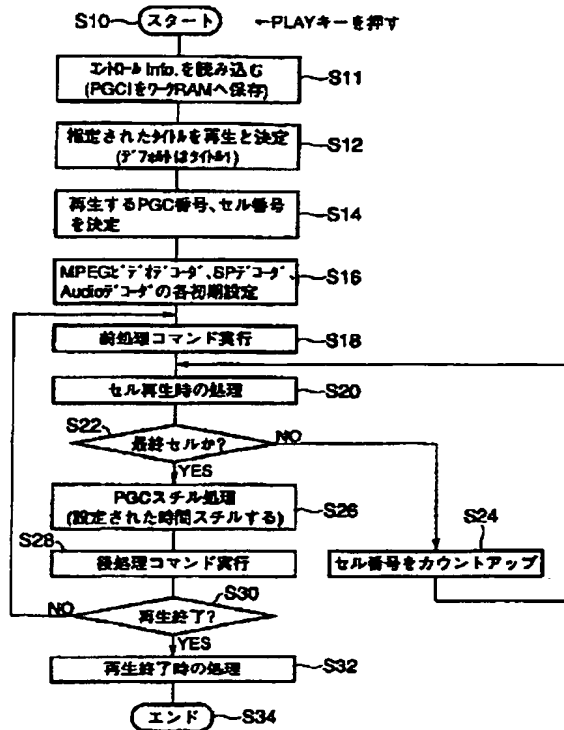 S10 スタート ←PLAYキーを押す
コントロール Info.を読み込む
(PGCIをワークRAMへ保存)
S11
指定されたタイトルを再生と決定
(デフォルトはタイトル1)
S12
再生するPGC番号、セル番号
を決定
S14
MPEGビデオデコーダ、SPデコーダ、
Audioデコーダの各初期設定
S16
前処理コマンド実行
S18
セル再生時の処理
S20
S22
最終セルか?
NO
YES
PGCスチル処理
(設定された時間スチルする)
S26
S24
セル番号をカウントアップ
S28
後処理コマンド実行
S30
NO
再生終了?
YES
再生終了時の処理
S32
エンド
S34